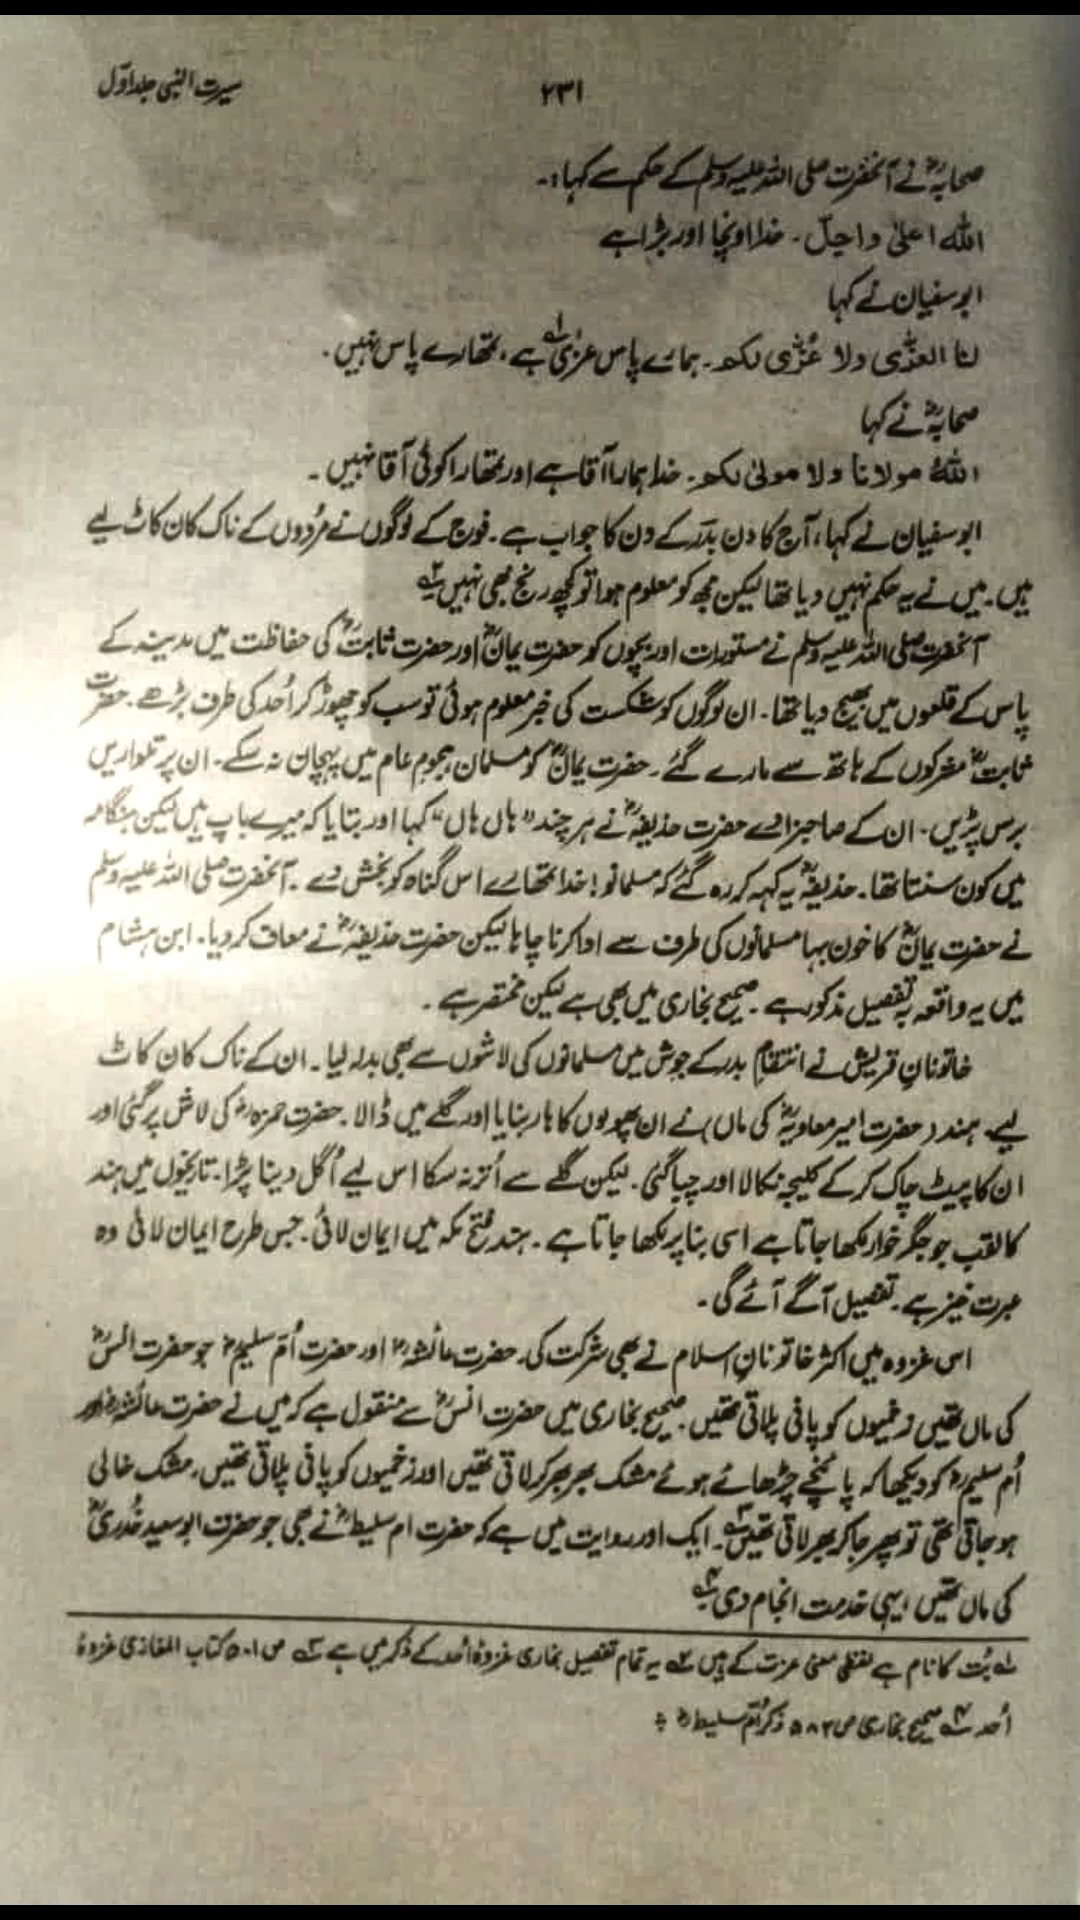 سیرت النبی جلد اوّل
۲۳۱
صحابہؓ نے آنحضرت صلی اللہ علیہ وسلم کے حکم سے کہا :۔
اللہ اعلیٰ واجلّ ۔ خدا اونچا اور بڑا ہے
ابو سفیان نے کہا
لنا العزّٰی ولا عُزّٰی لکم ۔ ہمارے پاس عزیٰ۱؎ ہے ، تمھارے پاس نہیں ۔
صحابہؓ نے کہا
اللہُ مولانا ولا مولیٰ لکم ۔ خدا ہمارا آقا ہے اور تمھارا کوئی آقا نہیں ۔
ابو سفیان نے کہا ، آج کا دن بدر کے دن کا جواب ہے ۔ فوج کے لوگوں نے مُردوں کے ناک کان کاٹ لیے
ہیں ۔ میں نے یہ حکم نہیں دیا تھا لیکن مجھ کو معلوم ہوا تو کچھ رنج بھی نہیں ۲؎
آنحضرت صلی اللہ علیہ وسلم نے مستورات اور بچوں کو حضرت یمانؓ اور حضرت ثابتؓ کی حفاظت میں مدینہ کے
پاس کے قلعوں میں بھیج دیا تھا ۔ ان لوگوں کو شکست کی خبر معلوم ہوئی تو سب کو چھوڑ کر اُحد کی طرف بڑھے ۔ حضرت
ثابتؓ مشرکوں کے ہاتھ سے مارے گئے ۔ حضرت یمانؓ کو مسلمان ہجوم عام میں پہچان نہ سکے ۔ ان پر تلواریں
برس پڑیں ۔ ان کے صاحبزادے حضرت حذیفہؓ نے ہر چند “ہاں ہاں” کہا اور بتایا کہ میرے باپ ہیں لیکن ہنگامہ
میں کون سنتا تھا ۔ حذیفہؓ یہ کہہ کر رہ گئے کہ مسلمانو ! خدا تمھارے اس گناہ کو بخش دے ۔ آنحضرت صلی اللہ علیہ وسلم
نے حضرت یمانؓ کا خون بہا مسلمانوں کی طرف سے ادا کرنا چاہا لیکن حضرت حذیفہؓ نے معاف کر دیا ۔ ابن ہشام
میں یہ واقعہ بہ تفصیل مذکور ہے ۔ صحیح بخاری میں بھی ہے لیکن مختصر ہے ۔
خاتونانِ قریش نے انتقامِ بدر کے جوش میں مسلمانوں کی لاشوں سے بھی بدلہ لیا ۔ ان کے ناک کان کاٹ
لیے ۔ ہند ( حضرت امیر معاویہؓ کی ماں ) نے ان پھولوں کا ہار بنایا اور گلے میں ڈالا ۔ حضرت حمزہؓ کی لاش پر گئی اور
ان کا پیٹ چاک کر کے کلیجہ نکالا اور چبا گئی ۔ لیکن گلے سے اُتر نہ سکا اس لیے اُگل دینا پڑا ۔ تاریخوں میں ہند
کا لقب جو جگر خوار لکھا جاتا ہے اسی بنا پر لکھا جاتا ہے ۔ ہند فتح مکہ میں ایمان لائی ۔ جس طرح ایمان لائی وہ
عبرت خیز ہے ۔ تفصیل آگے آئے گی ۔
اس غزوہ میں اکثر خاتونانِ اسلام نے بھی شرکت کی ۔ حضرت عائشہؓ اور حضرت اُمّ سلیمؓ جو حضرت انسؓ
کی ماں تھیں زخمیوں کو پانی پلاتی تھیں ۔ صحیح بخاری میں حضرت انسؓ سے منقول ہے کہ میں نے حضرت عائشہؓ اور
اُم سلیمؓ کو دیکھا کہ پائنچے چڑھائے ہوئے مشک بھر بھر کر لاتی تھیں اور زخمیوں کو پانی پلاتی تھیں ۔ مشک خالی
ہو جاتی تھی تو پھر جا کر بھر لاتی تھیں ۳؎ ۔ ایک اور روایت میں ہے کہ حضرت ام سلیطؓ نے بھی جو حضرت ابو سعید خُدریؓ
کی ماں تھیں ، یہی خدمت انجام دی ۴؎
۱؎ بُت کا نام ہے لفظی معنی عزت کے ہیں ۲؎ یہ تمام تفصیل بخاری غزوۂ اُحد کے ذکر میں ہے ۳؎ ص ۵۰۱ کتاب المغازی غزوۂ
اُحد ۴؎ صحیح بخاری ص ۵۸۲ ذکر اُمّ سلیطؓ